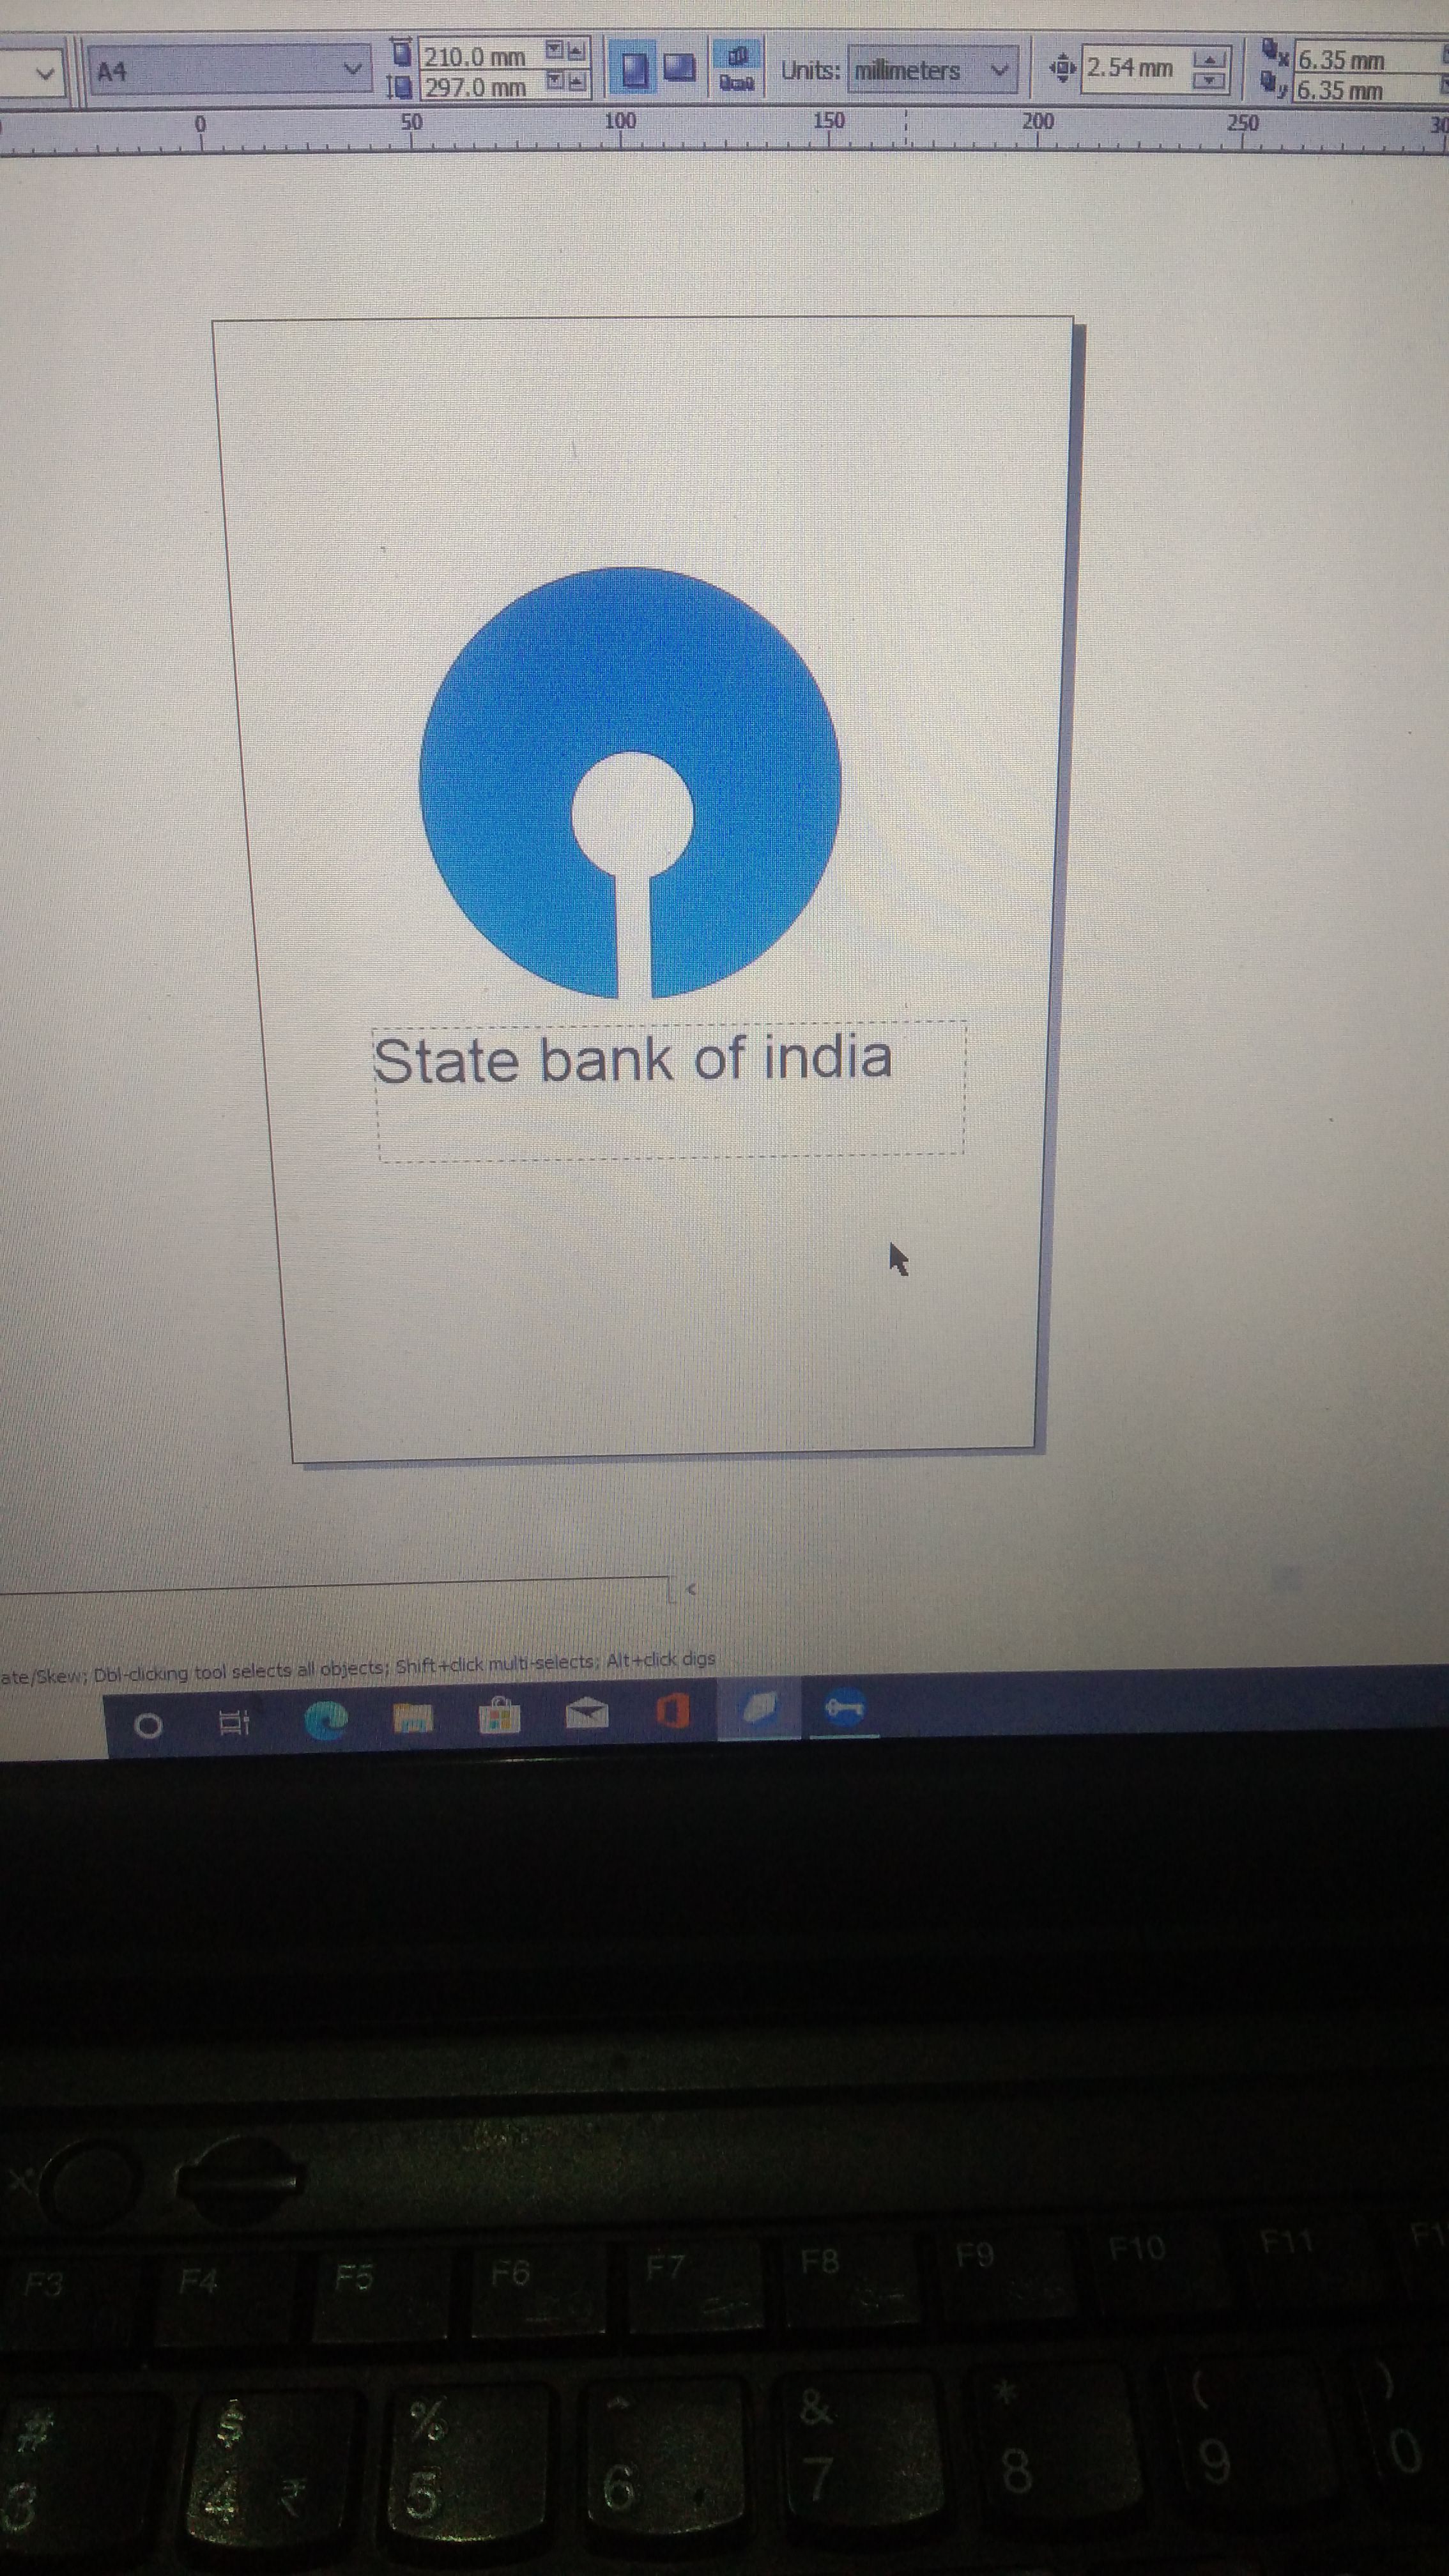 A4
210.0 mm
297.0 mm
Units: millimeters
2.54 mm
x 6.35 mm
y 6.35 mm
0 50 100 150 200 250
State bank of india
ate/Skew; Dbl-clicking tool selects all objects; Shift+click multi-selects; Alt+click digs
F3 F4 F5 F6 F7 F8 F9 F10 F11
# $ % ^ & * ( )
3 4 ₹ 5 6 7 8 9 0